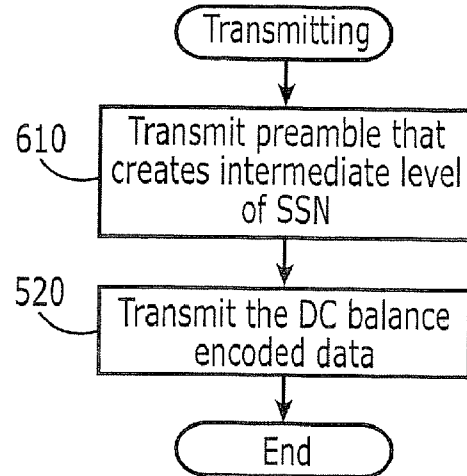 Transmitting
610
Transmit preamble that
creates intermediate level
of SSN
520
Transmit the DC balance
encoded data
End